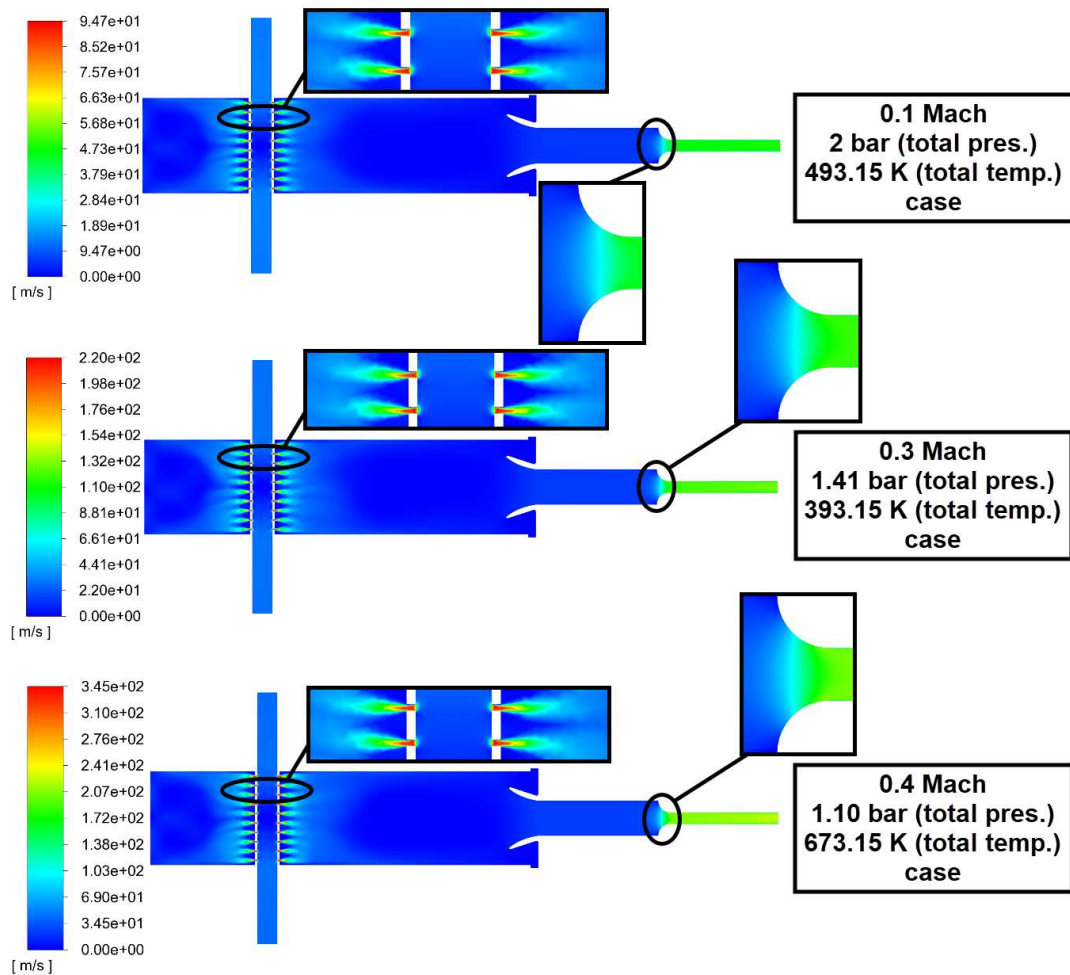 9.47e+01
8.52e+01
7.57e+01
6.63e+01
5.68e+01
4.73e+01
3.79e+01
2.84e+01
1.89e+01
9.47e+00
0.00e+00
[ m/s ]
0.1 Mach
2 bar (total pres.)
493.15 K (total temp.)
case
2.20e+02
1.98e+02
1.76e+02
1.54e+02
1.32e+02
1.10e+02
8.81e+01
6.61e+01
4.41e+01
2.20e+01
0.00e+00
[ m/s ]
0.3 Mach
1.41 bar (total pres.)
393.15 K (total temp.)
case
3.45e+02
3.10e+02
2.76e+02
2.41e+02
2.07e+02
1.72e+02
1.38e+02
1.03e+02
6.90e+01
3.45e+01
0.00e+00
[ m/s ]
0.4 Mach
1.10 bar (total pres.)
673.15 K (total temp.)
case